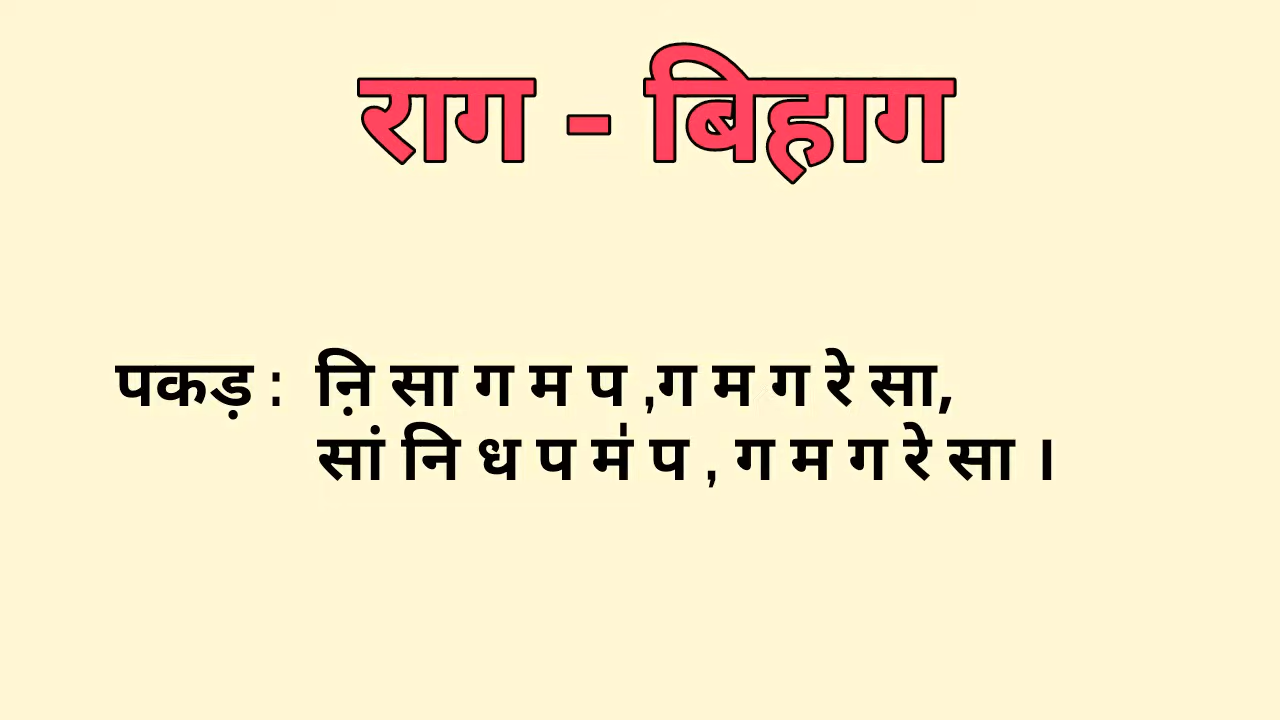 राग - बिहाग
पकड़ : ऩि सा ग म प ,ग म ग रे सा,
सां नि ध प म॑ प , ग म ग रे सा ।